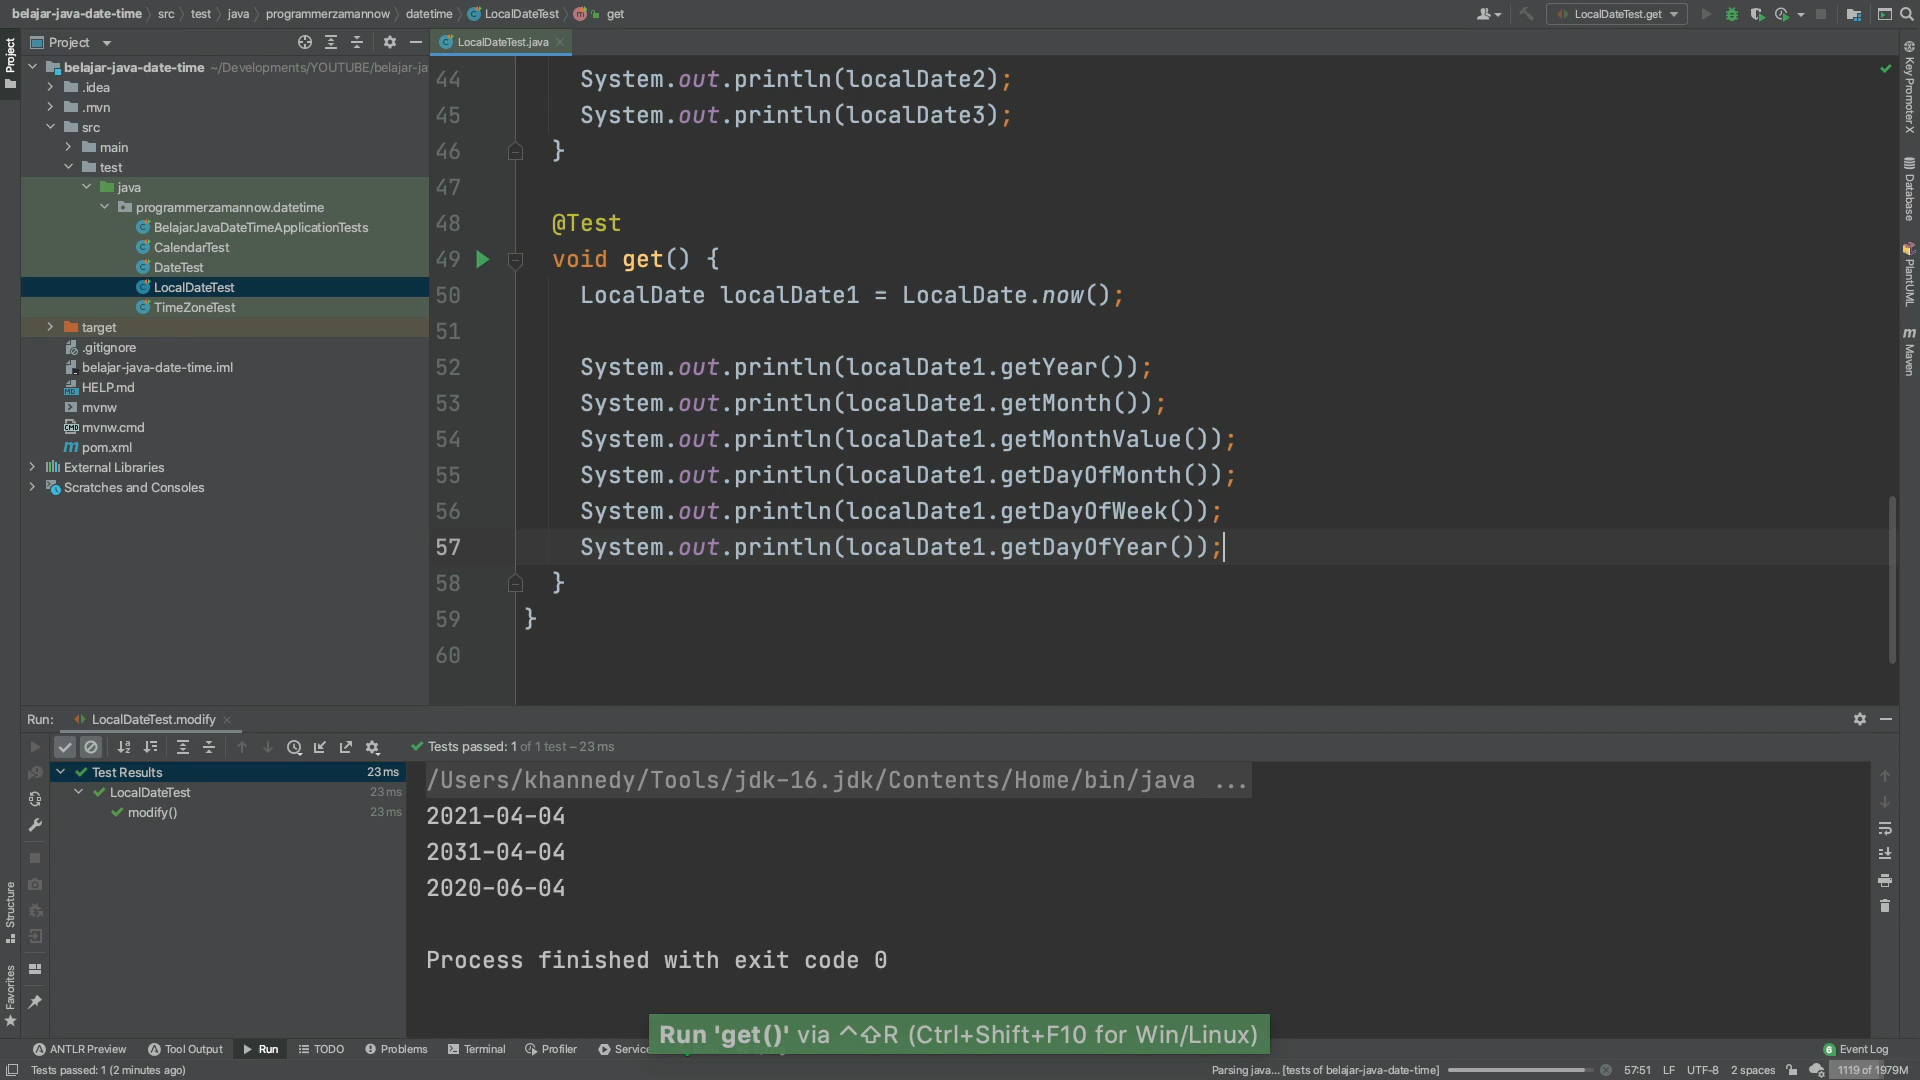 belajar-java-date-time
src
test
java
programmerzamannow
datetime
LocalDateTest
get
LocalDateTest.get
Project
Project
LocalDateTest.java
belajar-java-date-time ~/Developments/YOUTUBE/belajar-ja
.idea
.mvn
src
main
test
java
programmerzamannow.datetime
BelajarJavaDateTimeApplicationTests
CalendarTest
DateTest
LocalDateTest
TimeZoneTest
target
.gitignore
belajar-java-date-time.iml
HELP.md
mvnw
mvnw.cmd
pom.xml
External Libraries
Scratches and Consoles
44 System.out.println(localDate2);
45 System.out.println(localDate3);
46 }
47
48 @Test
49 void get() {
50 LocalDate localDate1 = LocalDate.now();
51
52 System.out.println(localDate1.getYear());
53 System.out.println(localDate1.getMonth());
54 System.out.println(localDate1.getMonthValue());
55 System.out.println(localDate1.getDayOfMonth());
56 System.out.println(localDate1.getDayOfWeek());
57 System.out.println(localDate1.getDayOfYear());
58 }
59 }
60
Key Promoter X
Database
PlantUML
Maven
Run:
LocalDateTest.modify
Tests passed: 1 of 1 test – 23 ms
Test Results 23 ms
LocalDateTest 23 ms
modify() 23 ms
/Users/khannedy/Tools/jdk-16.jdk/Contents/Home/bin/java ...
2021-04-04
2031-04-04
2020-06-04
Process finished with exit code 0
Structure
Favorites
Run 'get()' via ^⇧R (Ctrl+Shift+F10 for Win/Linux)
ANTLR Preview
Tool Output
Run
TODO
Problems
Terminal
Profiler
Service
Event Log
6
Tests passed: 1 (2 minutes ago)
Parsing java... [tests of belajar-java-date-time]
57:51
LF
UTF-8
2 spaces
1119 of 1979M